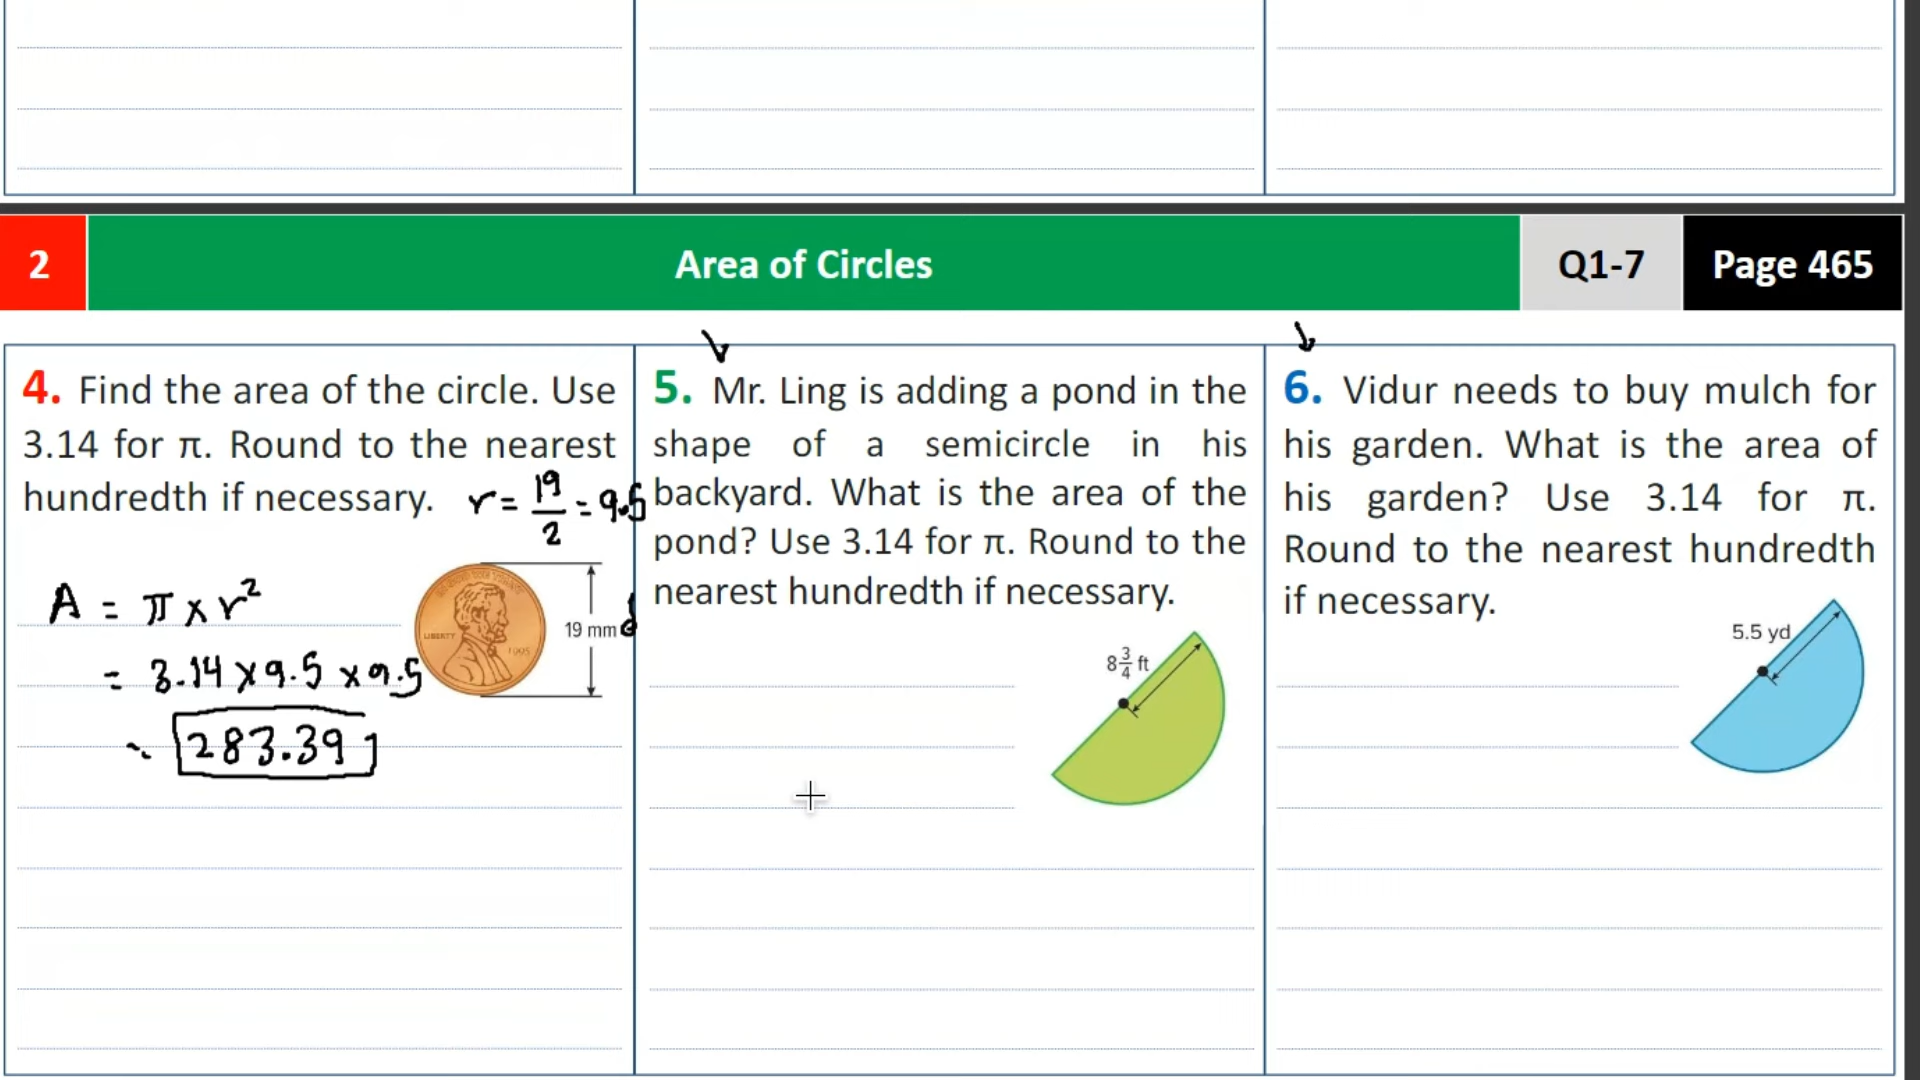 2
Area of Circles
Q1-7
Page 465
4. Find the area of the circle. Use
3.14 for π. Round to the nearest
hundredth if necessary.
r = 19/2 = 9.5
A = π × r²
= 3.14 × 9.5 × 9.5
283.39
LIBERTY
1995
19 mm
d
5. Mr. Ling is adding a pond in the
shape of a semicircle in his
backyard. What is the area of the
pond? Use 3.14 for π. Round to the
nearest hundredth if necessary.
8 3/4 ft
6. Vidur needs to buy mulch for
his garden. What is the area of
his garden? Use 3.14 for π.
Round to the nearest hundredth
if necessary.
5.5 yd